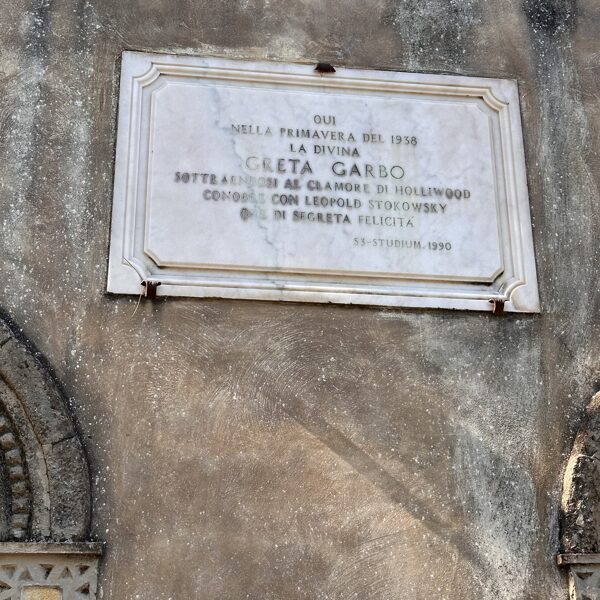 QUI
NELLA PRIMAVERA DEL 1938
LA DIVINA
GRETA GARBO
SOTTRAENDOSI AL CLAMORE DI HOLLIWOOD
CONOBBE CON LEOPOLD STOKOWSKY
ORE DI SEGRETA FELICITÀ
S3-STUDIUM, 1990